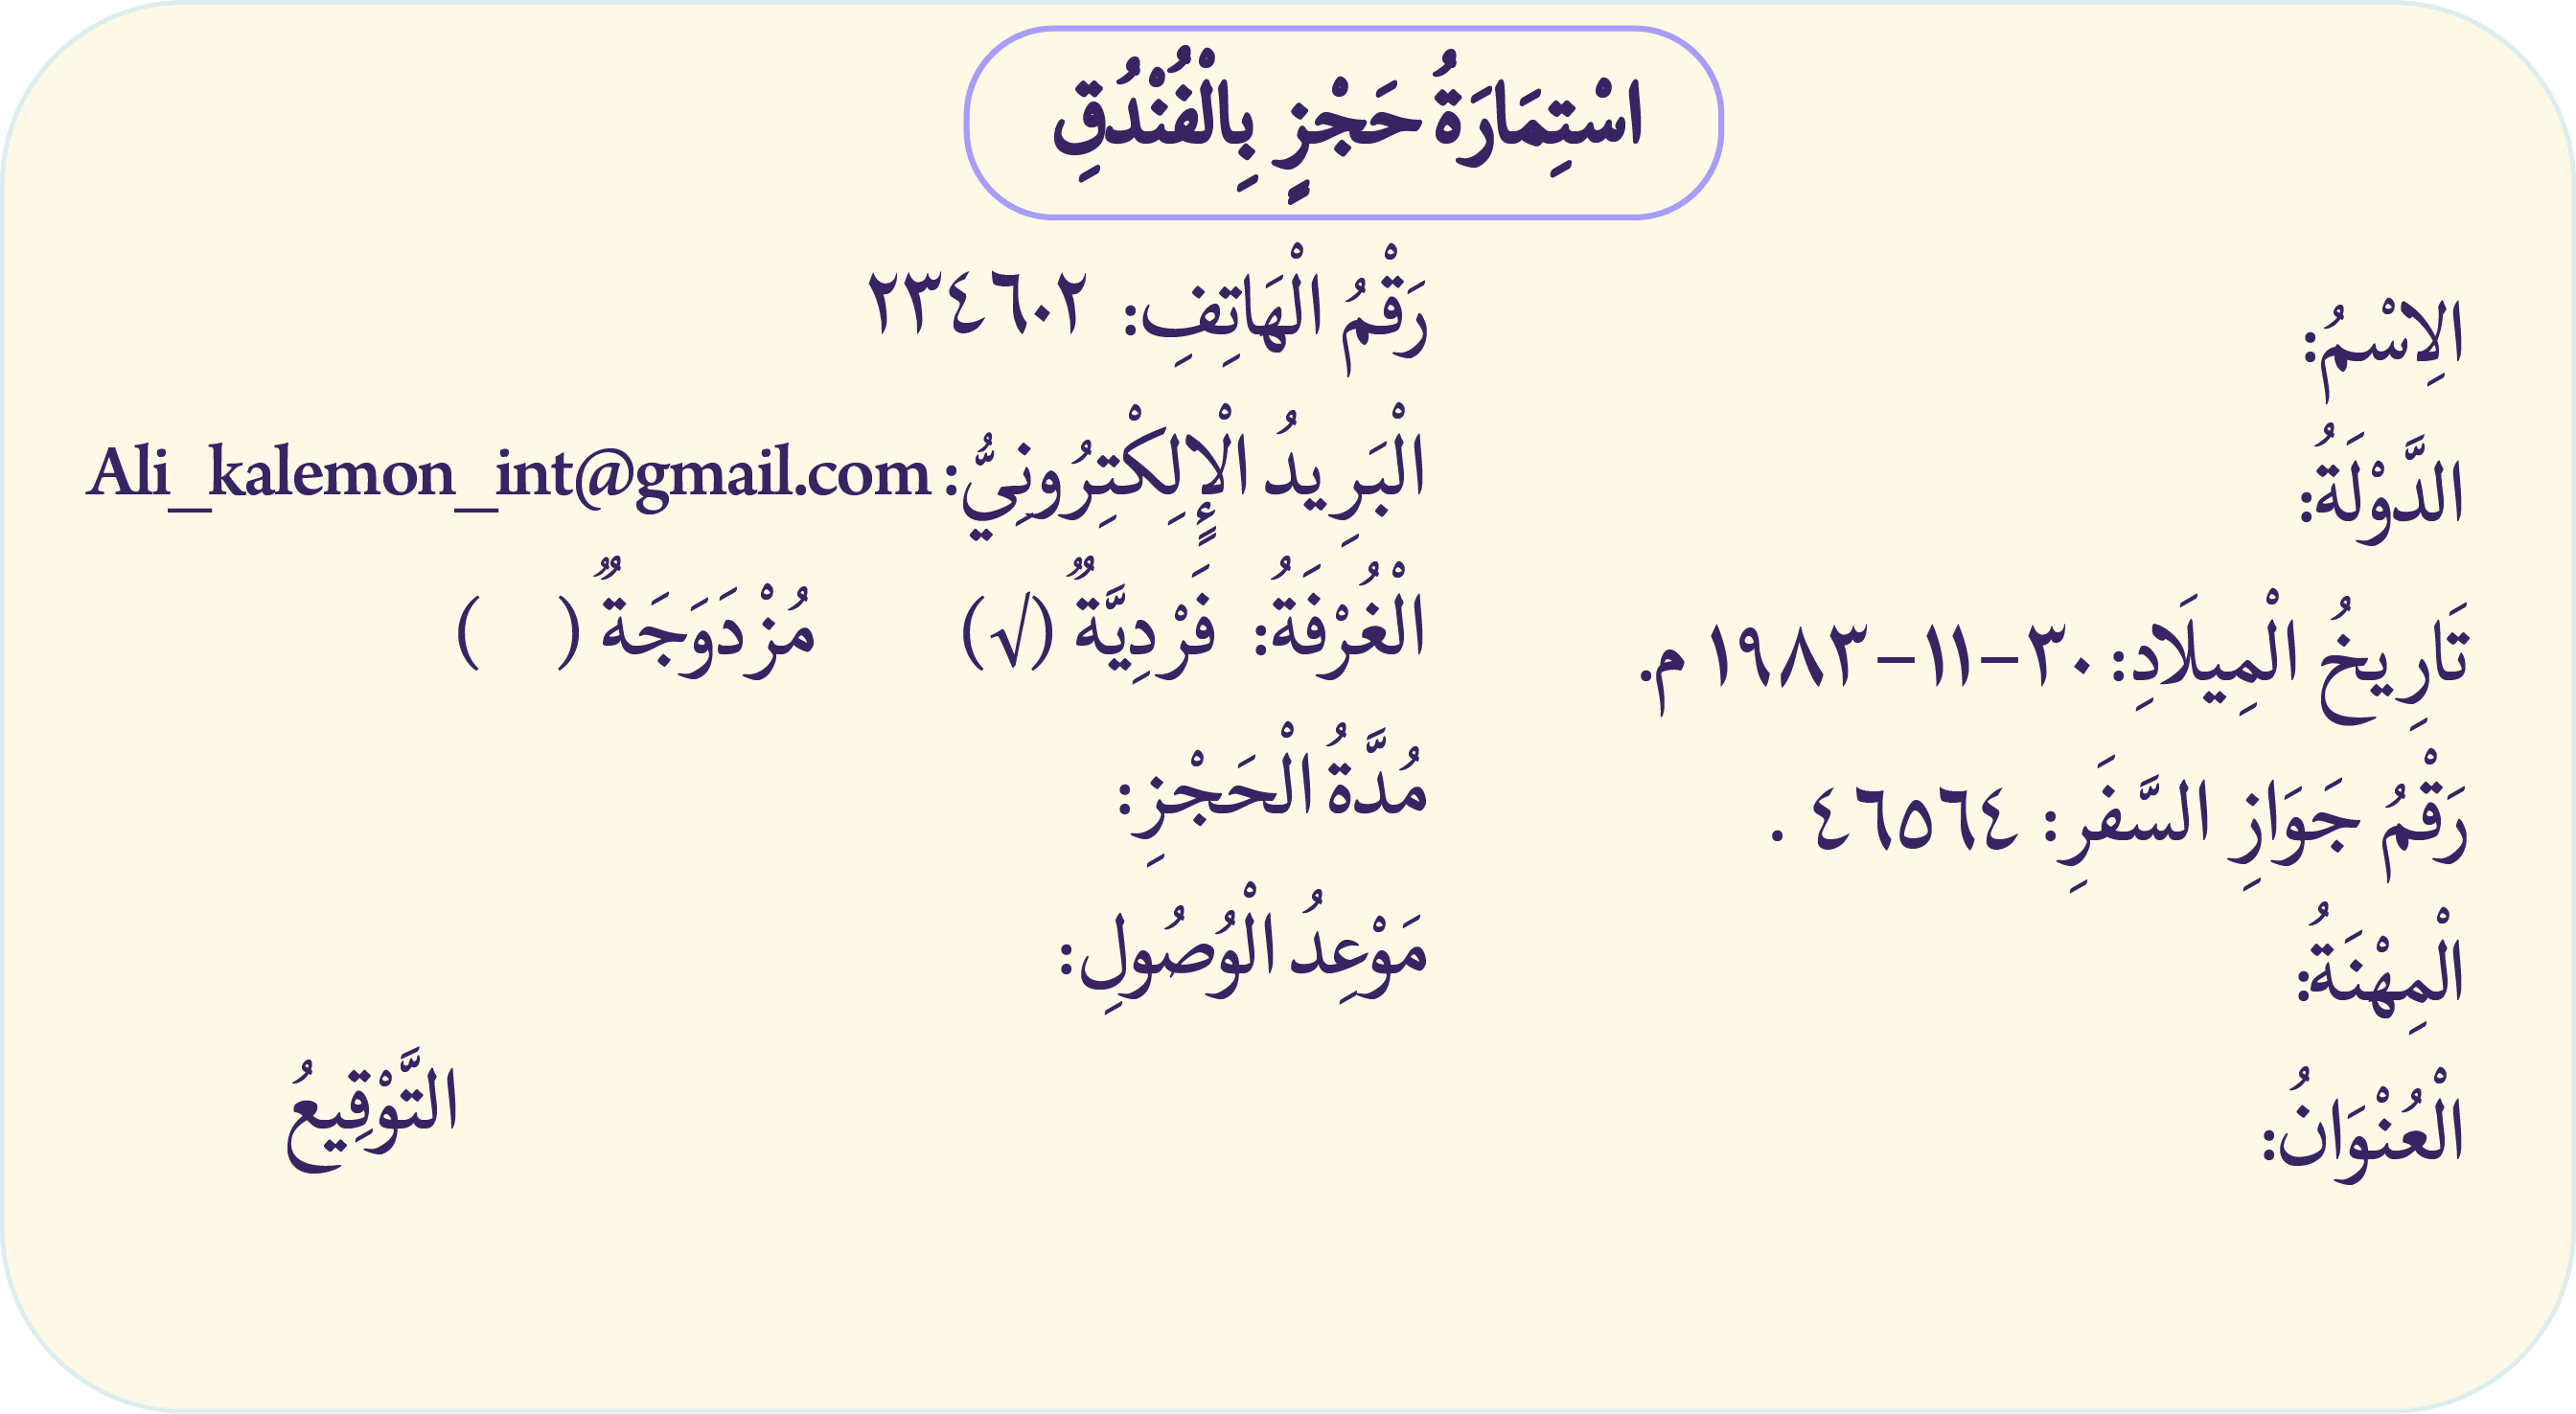 اسْتِمَارَةُ حَجْزٍ بِالْفُنْدُقِ
الِاسْمُ:
الدَّوْلَةُ:
تَارِيخُ الْمِيلَادِ: ٣٠-١١-١٩٨٣ م.
رَقْمُ جَوَازِ السَّفَرِ: ٤٦٥٦٤ .
الْمِهْنَةُ:
الْعُنْوَانُ:
رَقْمُ الْهَاتِفِ: ٢٣٤٦٠٢
الْبَرِيدُ الْإِلِكْتِرُونِيُّ: Ali_kalemon_int@gmail.com
الْغُرْفَةُ: فَرْدِيَّةٌ (√) مُزْدَوَجَةٌ ( )
مُدَّةُ الْحَجْزِ:
مَوْعِدُ الْوُصُولِ:
التَّوْقِيعُ